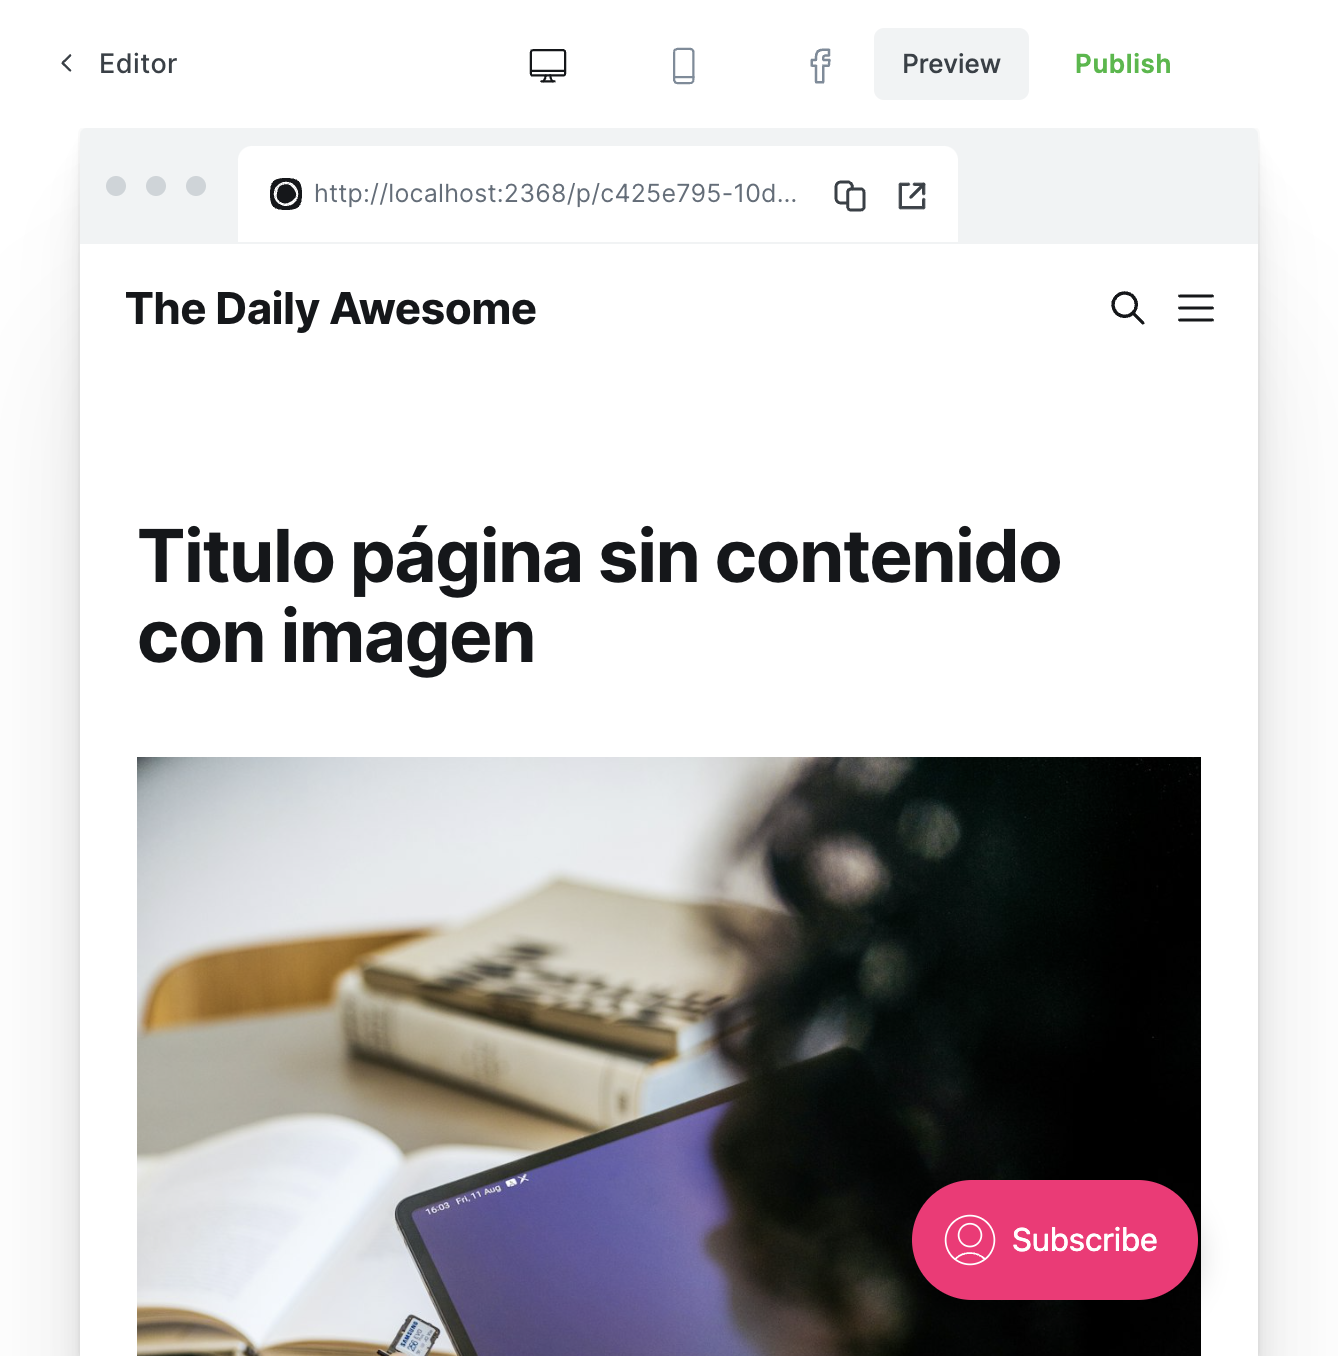 Editor
Preview
Publish
http://localhost:2368/p/c425e795-10d...
The Daily Awesome
Titulo página sin contenido
con imagen
16:03 Fri, 11 Aug
SAMSUNG
Subscribe